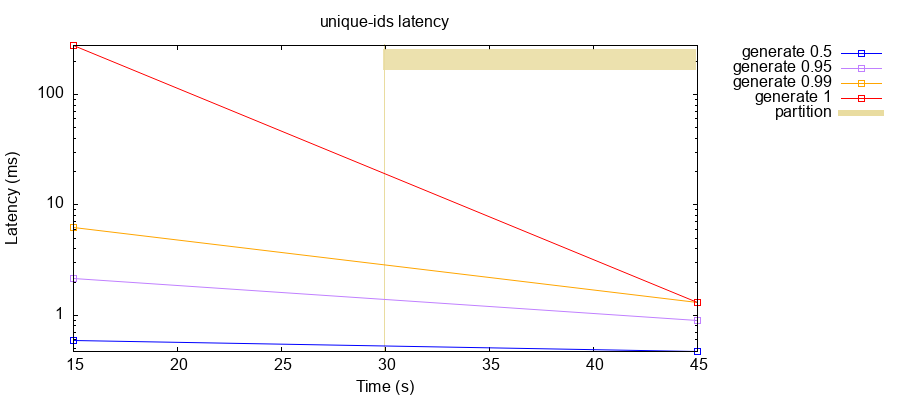 unique-ids latency
generate 0.5
generate 0.95
generate 0.99
generate 1
partition
Latency (ms)
100
10
1
15 20 25 30 35 40 45
Time (s)